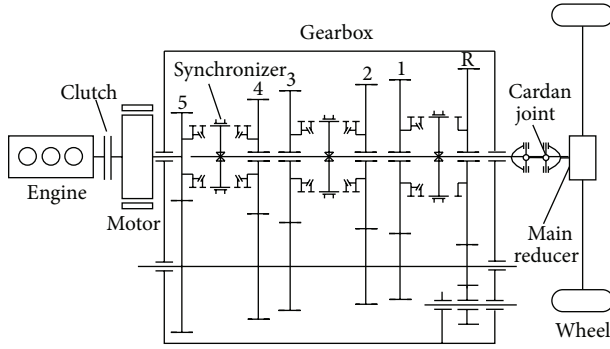 Gearbox
Synchronizer
Clutch
5
4
3
2
1
R
Cardan
joint
Engine
Motor
Main
reducer
Wheel